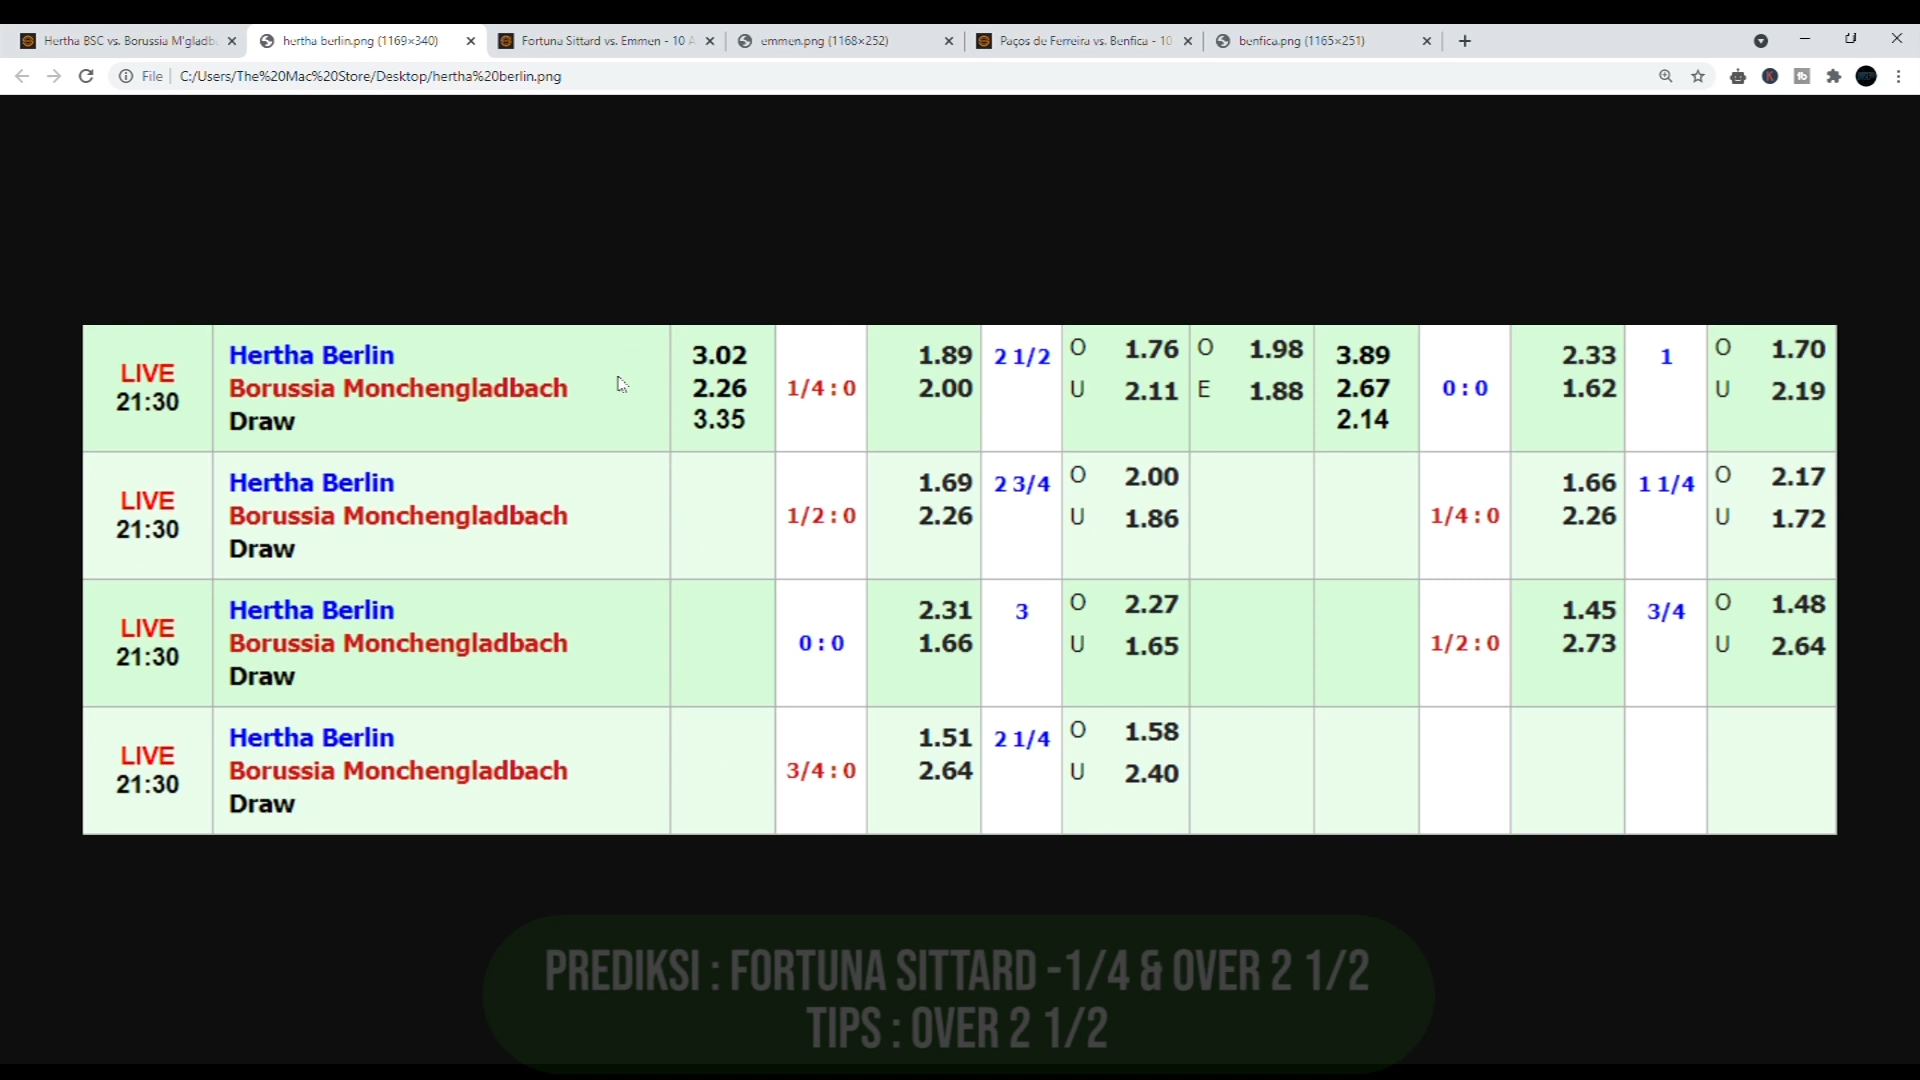 Hertha BSC vs. Borussia M'gladb
hertha berlin.png (1169×340)
Fortuna Sittard vs. Emmen - 10 A
emmen.png (1168×252)
Paços de Ferreira vs. Benfica - 10
benfica.png (1165×251)
File C:/Users/The%20Mac%20Store/Desktop/hertha%20berlin.png
LIVE
21:30
Hertha Berlin
Borussia Monchengladbach
Draw
3.02
2.26
3.35
1/4 : 0
1.89
2.00
2 1/2
O 1.76
U 2.11
O 1.98
E 1.88
3.89
2.67
2.14
0 : 0
2.33
1.62
1
O 1.70
U 2.19
LIVE
21:30
Hertha Berlin
Borussia Monchengladbach
Draw
1/2 : 0
1.69
2.26
2 3/4
O 2.00
U 1.86
1/4 : 0
1.66
2.26
1 1/4
O 2.17
U 1.72
LIVE
21:30
Hertha Berlin
Borussia Monchengladbach
Draw
0 : 0
2.31
1.66
3
O 2.27
U 1.65
1/2 : 0
1.45
2.73
3/4
O 1.48
U 2.64
LIVE
21:30
Hertha Berlin
Borussia Monchengladbach
Draw
3/4 : 0
1.51
2.64
2 1/4
O 1.58
U 2.40
PREDIKSI : FORTUNA SITTARD -1/4 & OVER 2 1/2
TIPS : OVER 2 1/2